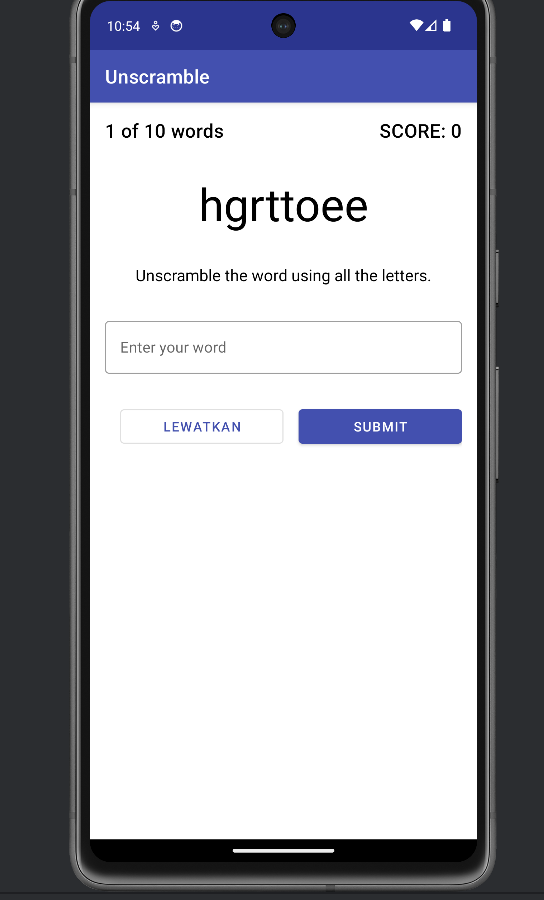 10:54
Unscramble
1 of 10 words SCORE: 0
hgrttoee
Unscramble the word using all the letters.
Enter your word
LEWATKAN SUBMIT